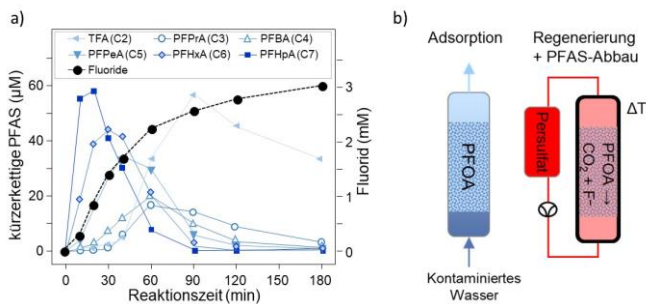 a)
TFA (C2)
PFPrA (C3)
PFBA (C4)
PFPeA (C5)
PFHxA (C6)
PFHpA (C7)
Fluoride
kürzerkettige PFAS (µM)
60
40
20
0
3
2
1
0
Fluorid (mM)
0
30
60
90
120
150
180
Reaktionszeit (min)
b)
Adsorption
PFOA
Kontaminiertes
Wasser
Regenerierung
+ PFAS-Abbau
Persulfat
ΔT
PFOA →
CO₂ + F⁻